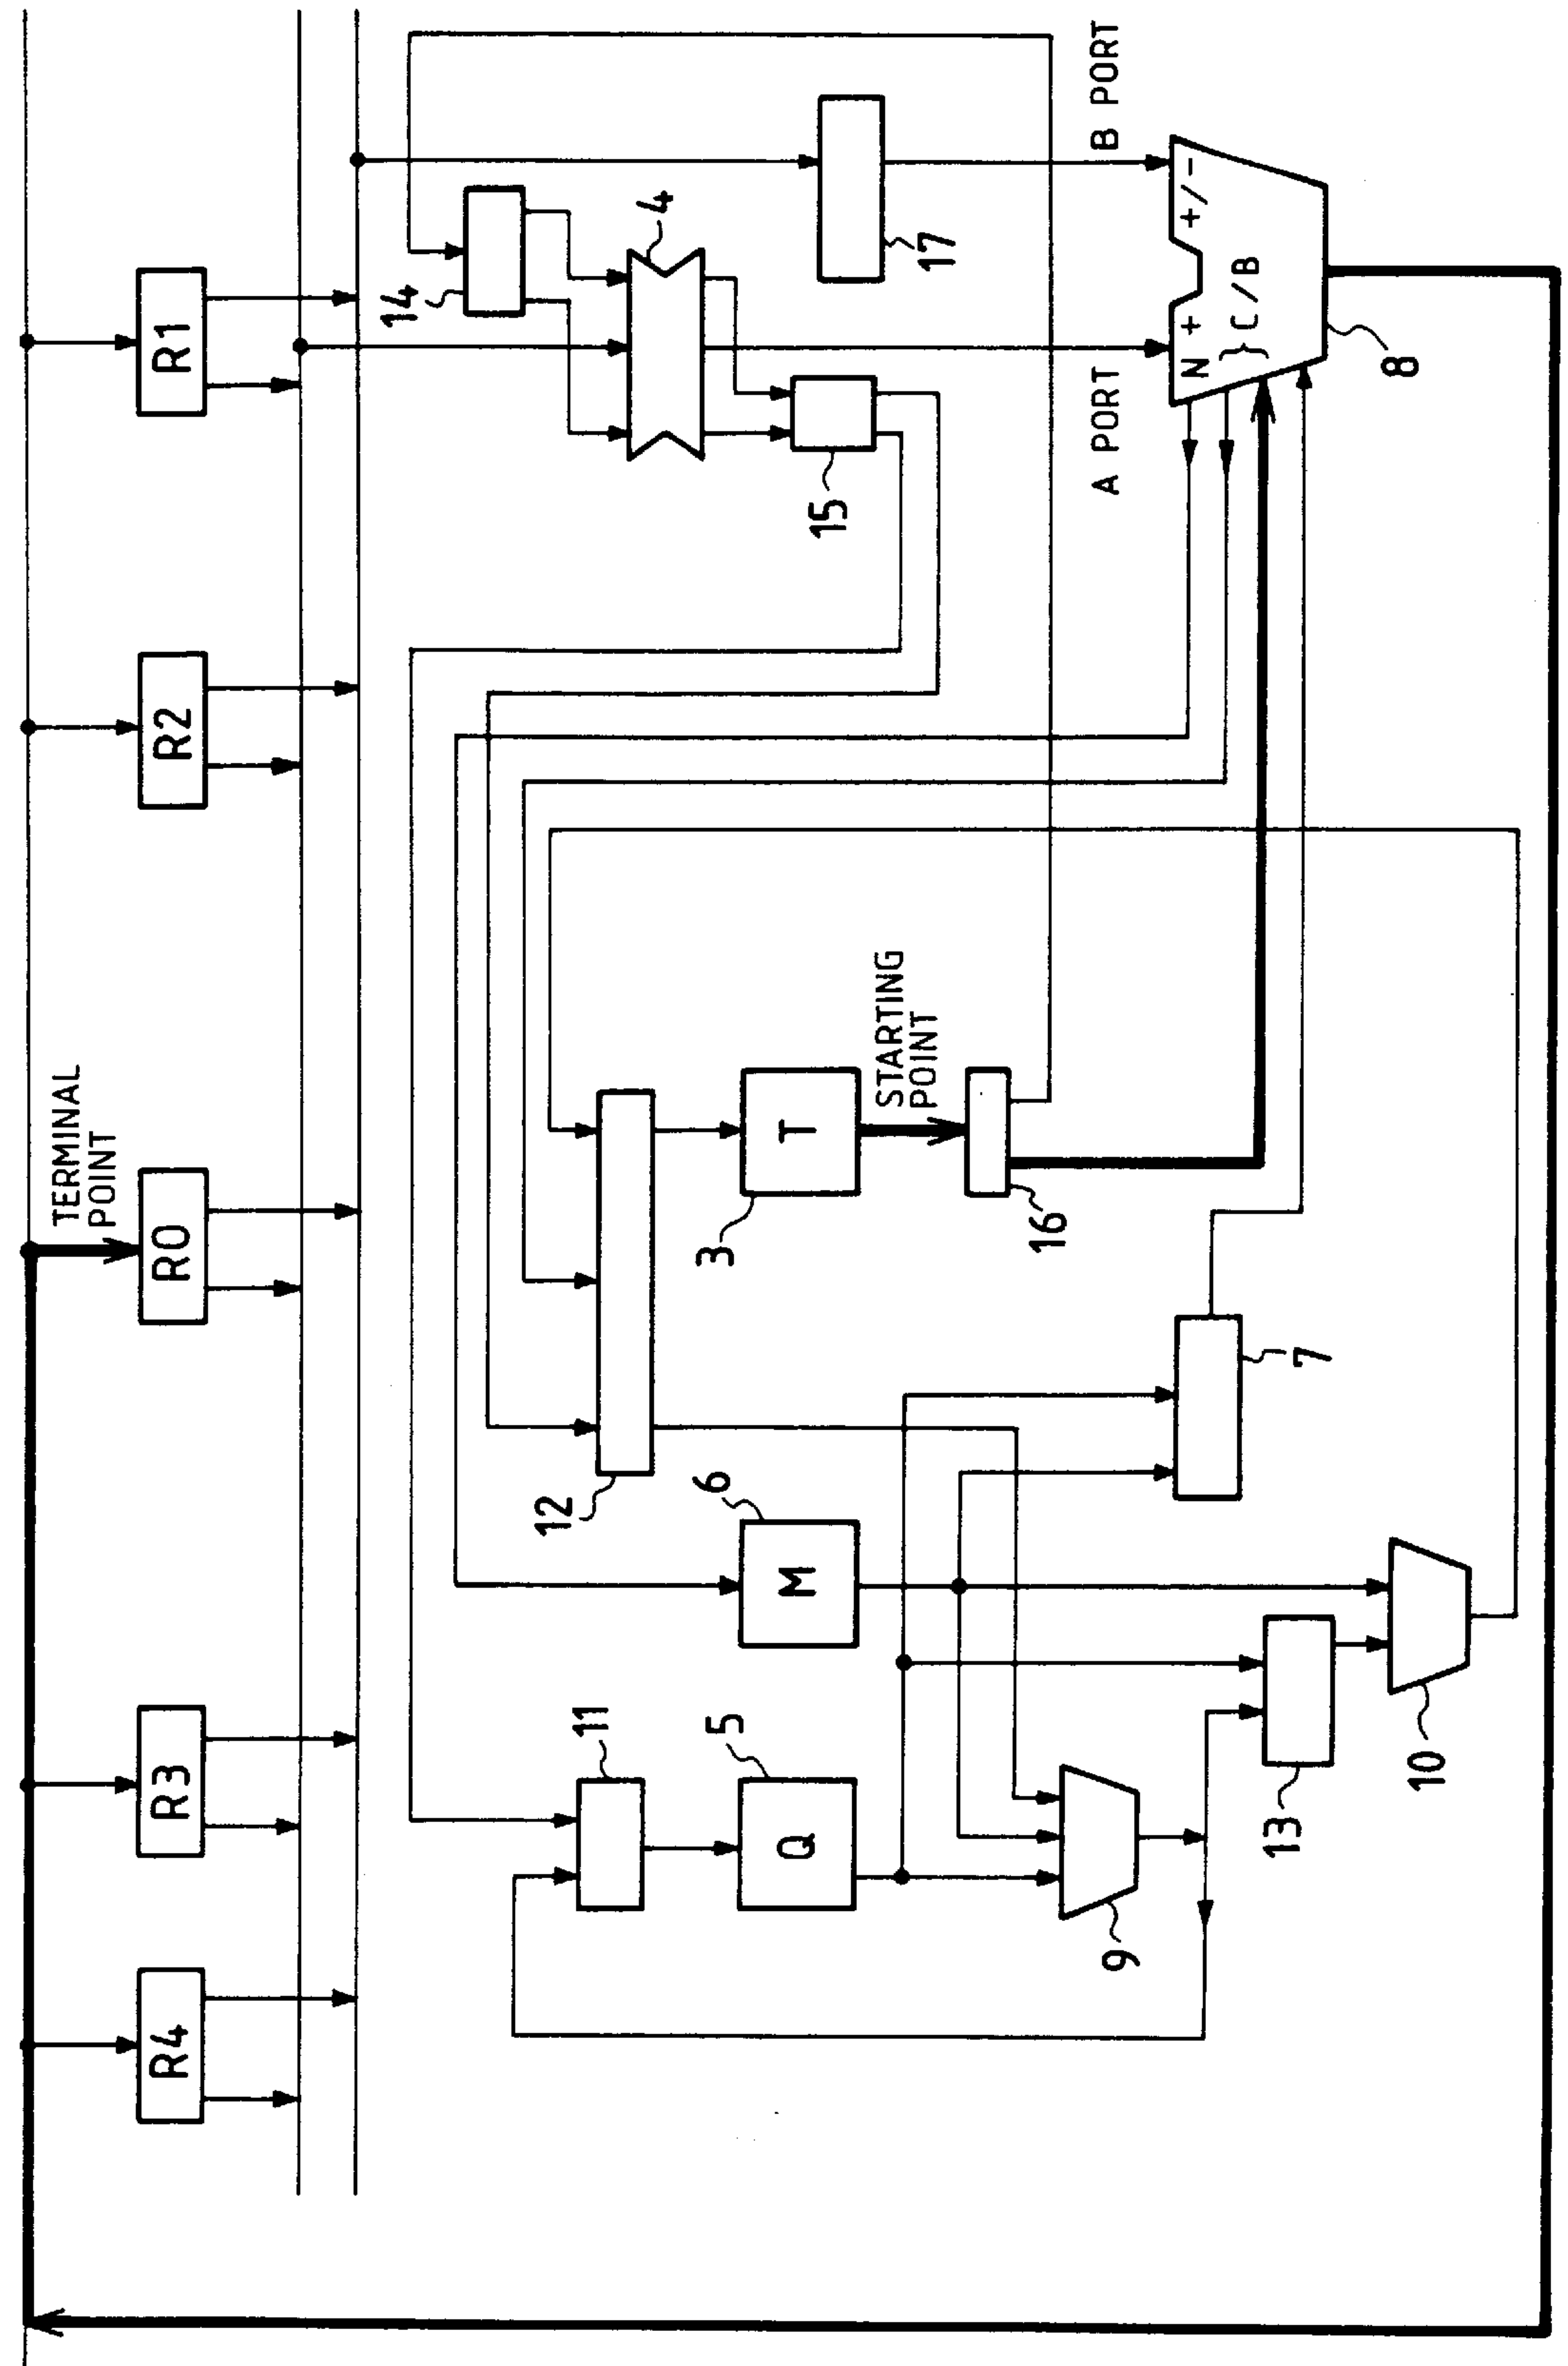 R4
R3
R0
R2
R1
TERMINAL
POINT
14
4
11
12
15
5
6
3
17
Q
M
T
STARTING
POINT
9
16
A PORT
B PORT
7
N + +/-
} C/B
13
8
10